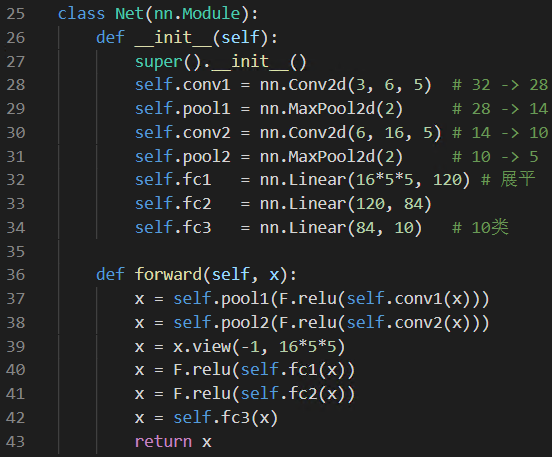 25 class Net(nn.Module):
26     def __init__(self):
27         super().__init__()
28         self.conv1 = nn.Conv2d(3, 6, 5)  # 32 -> 28
29         self.pool1 = nn.MaxPool2d(2)     # 28 -> 14
30         self.conv2 = nn.Conv2d(6, 16, 5) # 14 -> 10
31         self.pool2 = nn.MaxPool2d(2)     # 10 -> 5
32         self.fc1   = nn.Linear(16*5*5, 120) # 展平
33         self.fc2   = nn.Linear(120, 84)
34         self.fc3   = nn.Linear(84, 10)   # 10类
35
36     def forward(self, x):
37         x = self.pool1(F.relu(self.conv1(x)))
38         x = self.pool2(F.relu(self.conv2(x)))
39         x = x.view(-1, 16*5*5)
40         x = F.relu(self.fc1(x))
41         x = F.relu(self.fc2(x))
42         x = self.fc3(x)
43         return x